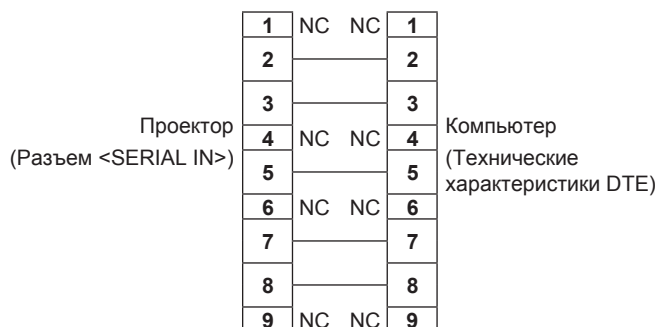 1 NC NC 1
2 2
3 3
Проектор
(Разъем <SERIAL IN>)
4 NC NC 4
Компьютер
(Технические
характеристики DTE)
5 5
6 NC NC 6
7 7
8 8
9 NC NC 9